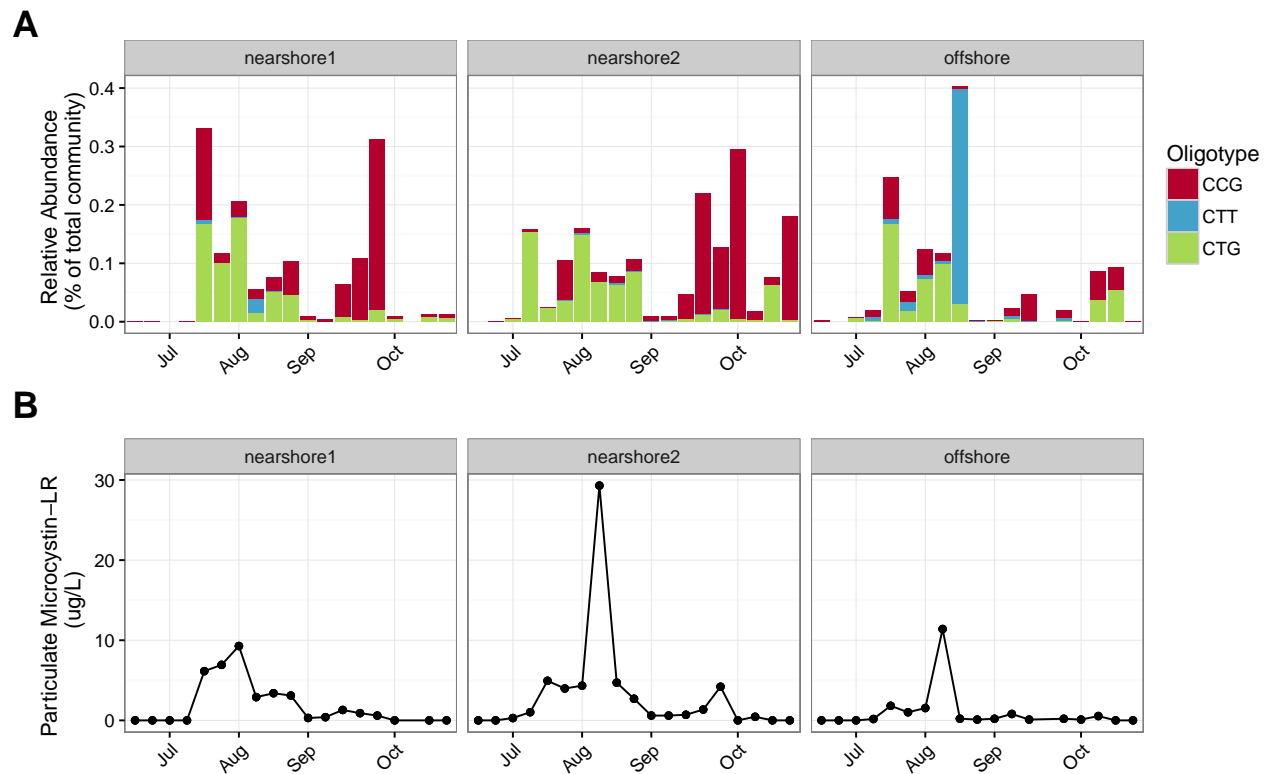 A
nearshore1 nearshore2 offshore
Relative Abundance
(% of total community)
0.4
0.3
0.2
0.1
0.0
Jul Aug Sep Oct Jul Aug Sep Oct Jul Aug Sep Oct
Oligotype
CCG
CTT
CTG
B
nearshore1 nearshore2 offshore
Particulate Microcystin−LR
(ug/L)
30
20
10
0
Jul Aug Sep Oct Jul Aug Sep Oct Jul Aug Sep Oct